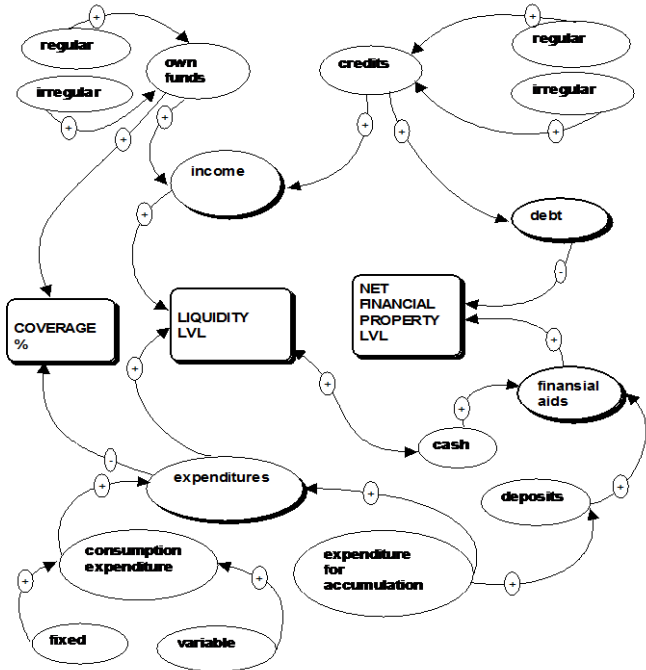 +
+
regular
regular
own
funds
credits
irregular
irregular
+
+
+
+
+
+
income
+
debt
-
NET
FINANCIAL
PROPERTY
LVL
LIQUIDITY
LVL
COVERAGE
%
+
+
+
finansial
aids
+
cash
-
expenditures
+
+
deposits
+
consumption
expenditure
expenditure
for
accumulation
+
+
+
fixed
variable